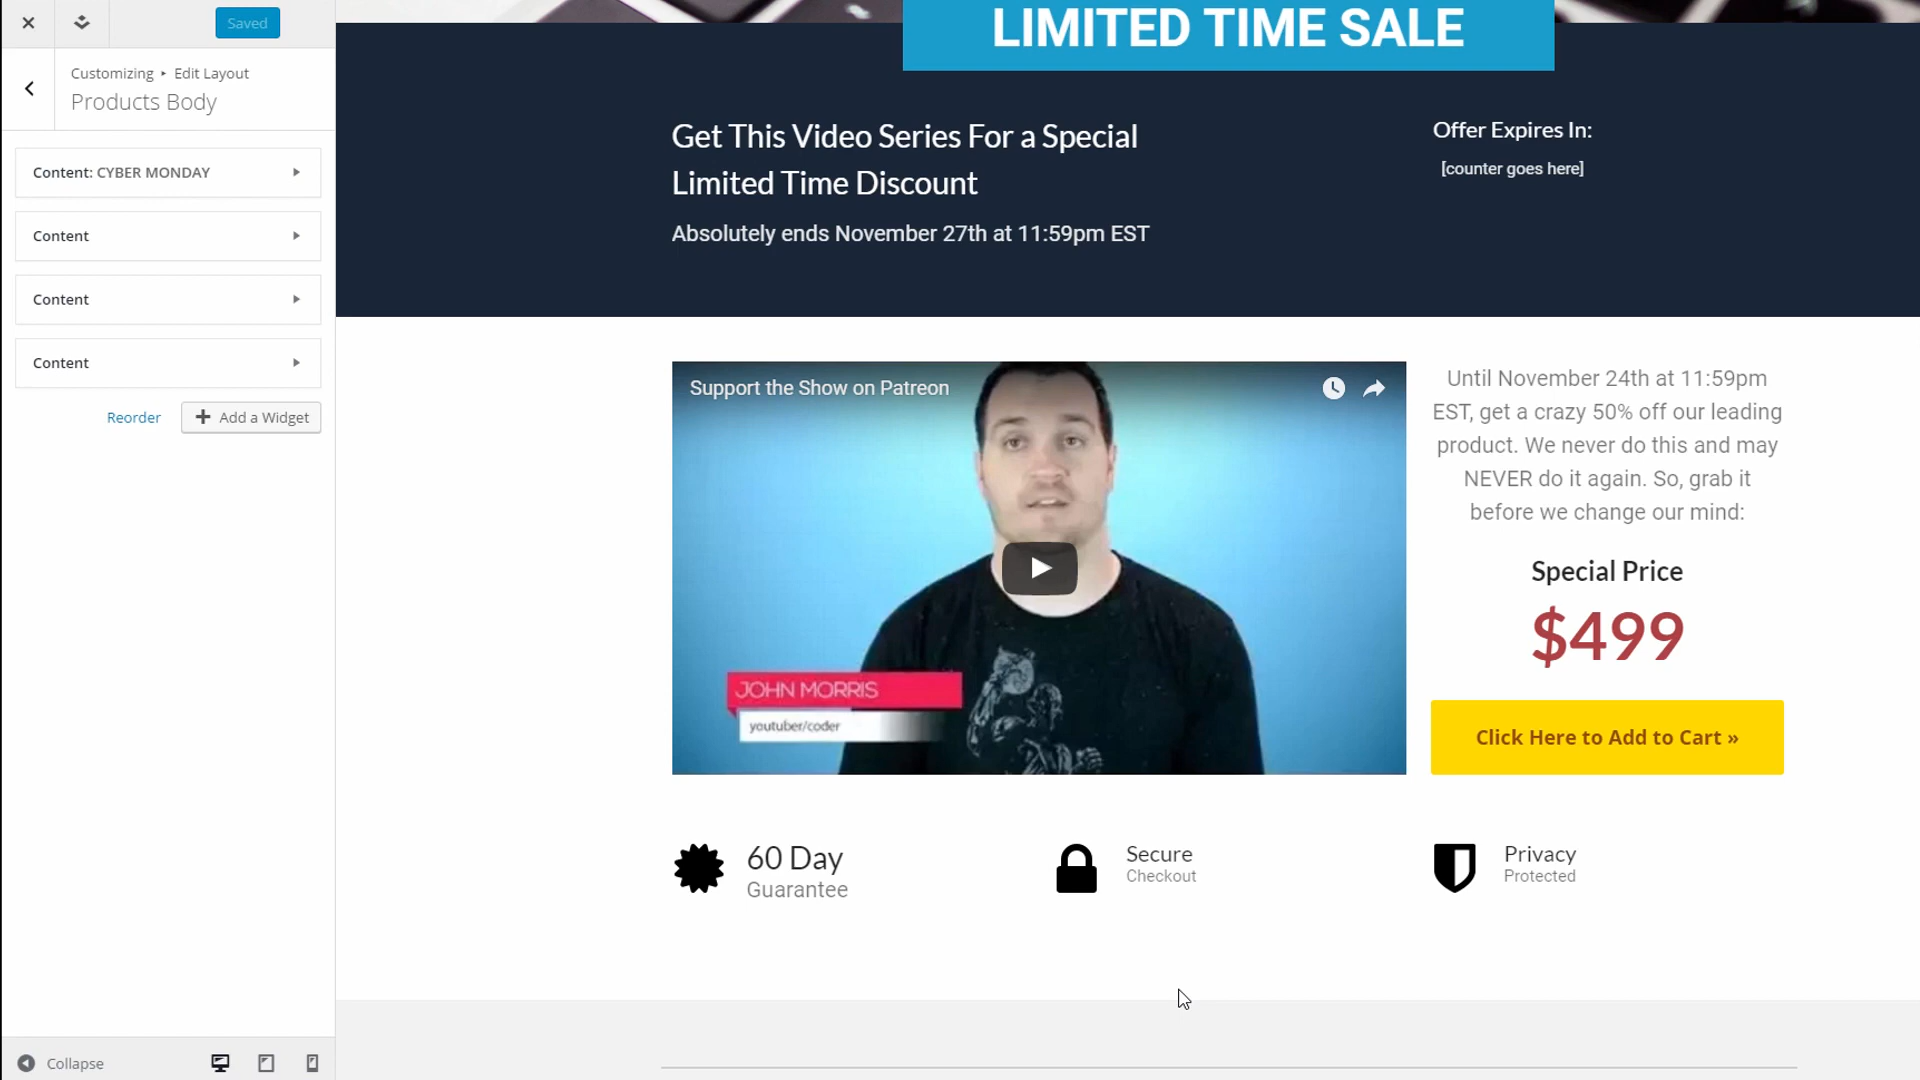 Saved
Customizing ▸ Edit Layout
Products Body
Content: CYBER MONDAY
Content
Content
Content
Reorder
Add a Widget
Collapse
LIMITED TIME SALE
Get This Video Series For a Special
Limited Time Discount
Absolutely ends November 27th at 11:59pm EST
Offer Expires In:
[counter goes here]
Support the Show on Patreon
JOHN MORRIS
youtuber/coder
Until November 24th at 11:59pm
EST, get a crazy 50% off our leading
product. We never do this and may
NEVER do it again. So, grab it
before we change our mind:
Special Price
$499
Click Here to Add to Cart »
60 Day
Guarantee
Secure
Checkout
Privacy
Protected